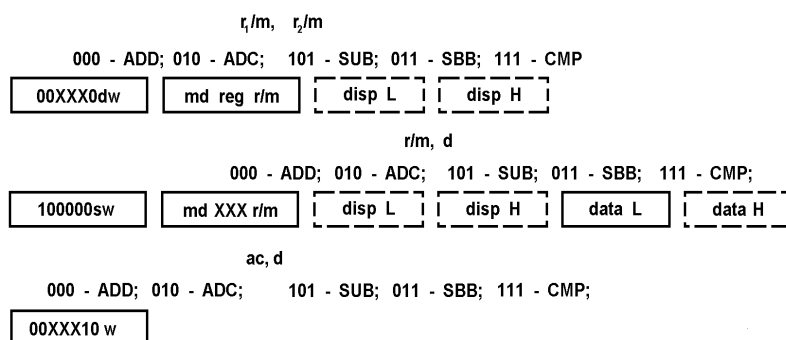 r1/m, r2/m
000 - ADD; 010 - ADC; 101 - SUB; 011 - SBB; 111 - CMP
00XXX0dw md reg r/m disp L disp H
r/m, d
000 - ADD; 010 - ADC; 101 - SUB; 011 - SBB; 111 - CMP;
100000sw md XXX r/m disp L disp H data L data H
ac, d
000 - ADD; 010 - ADC; 101 - SUB; 011 - SBB; 111 - CMP;
00XXX10 w